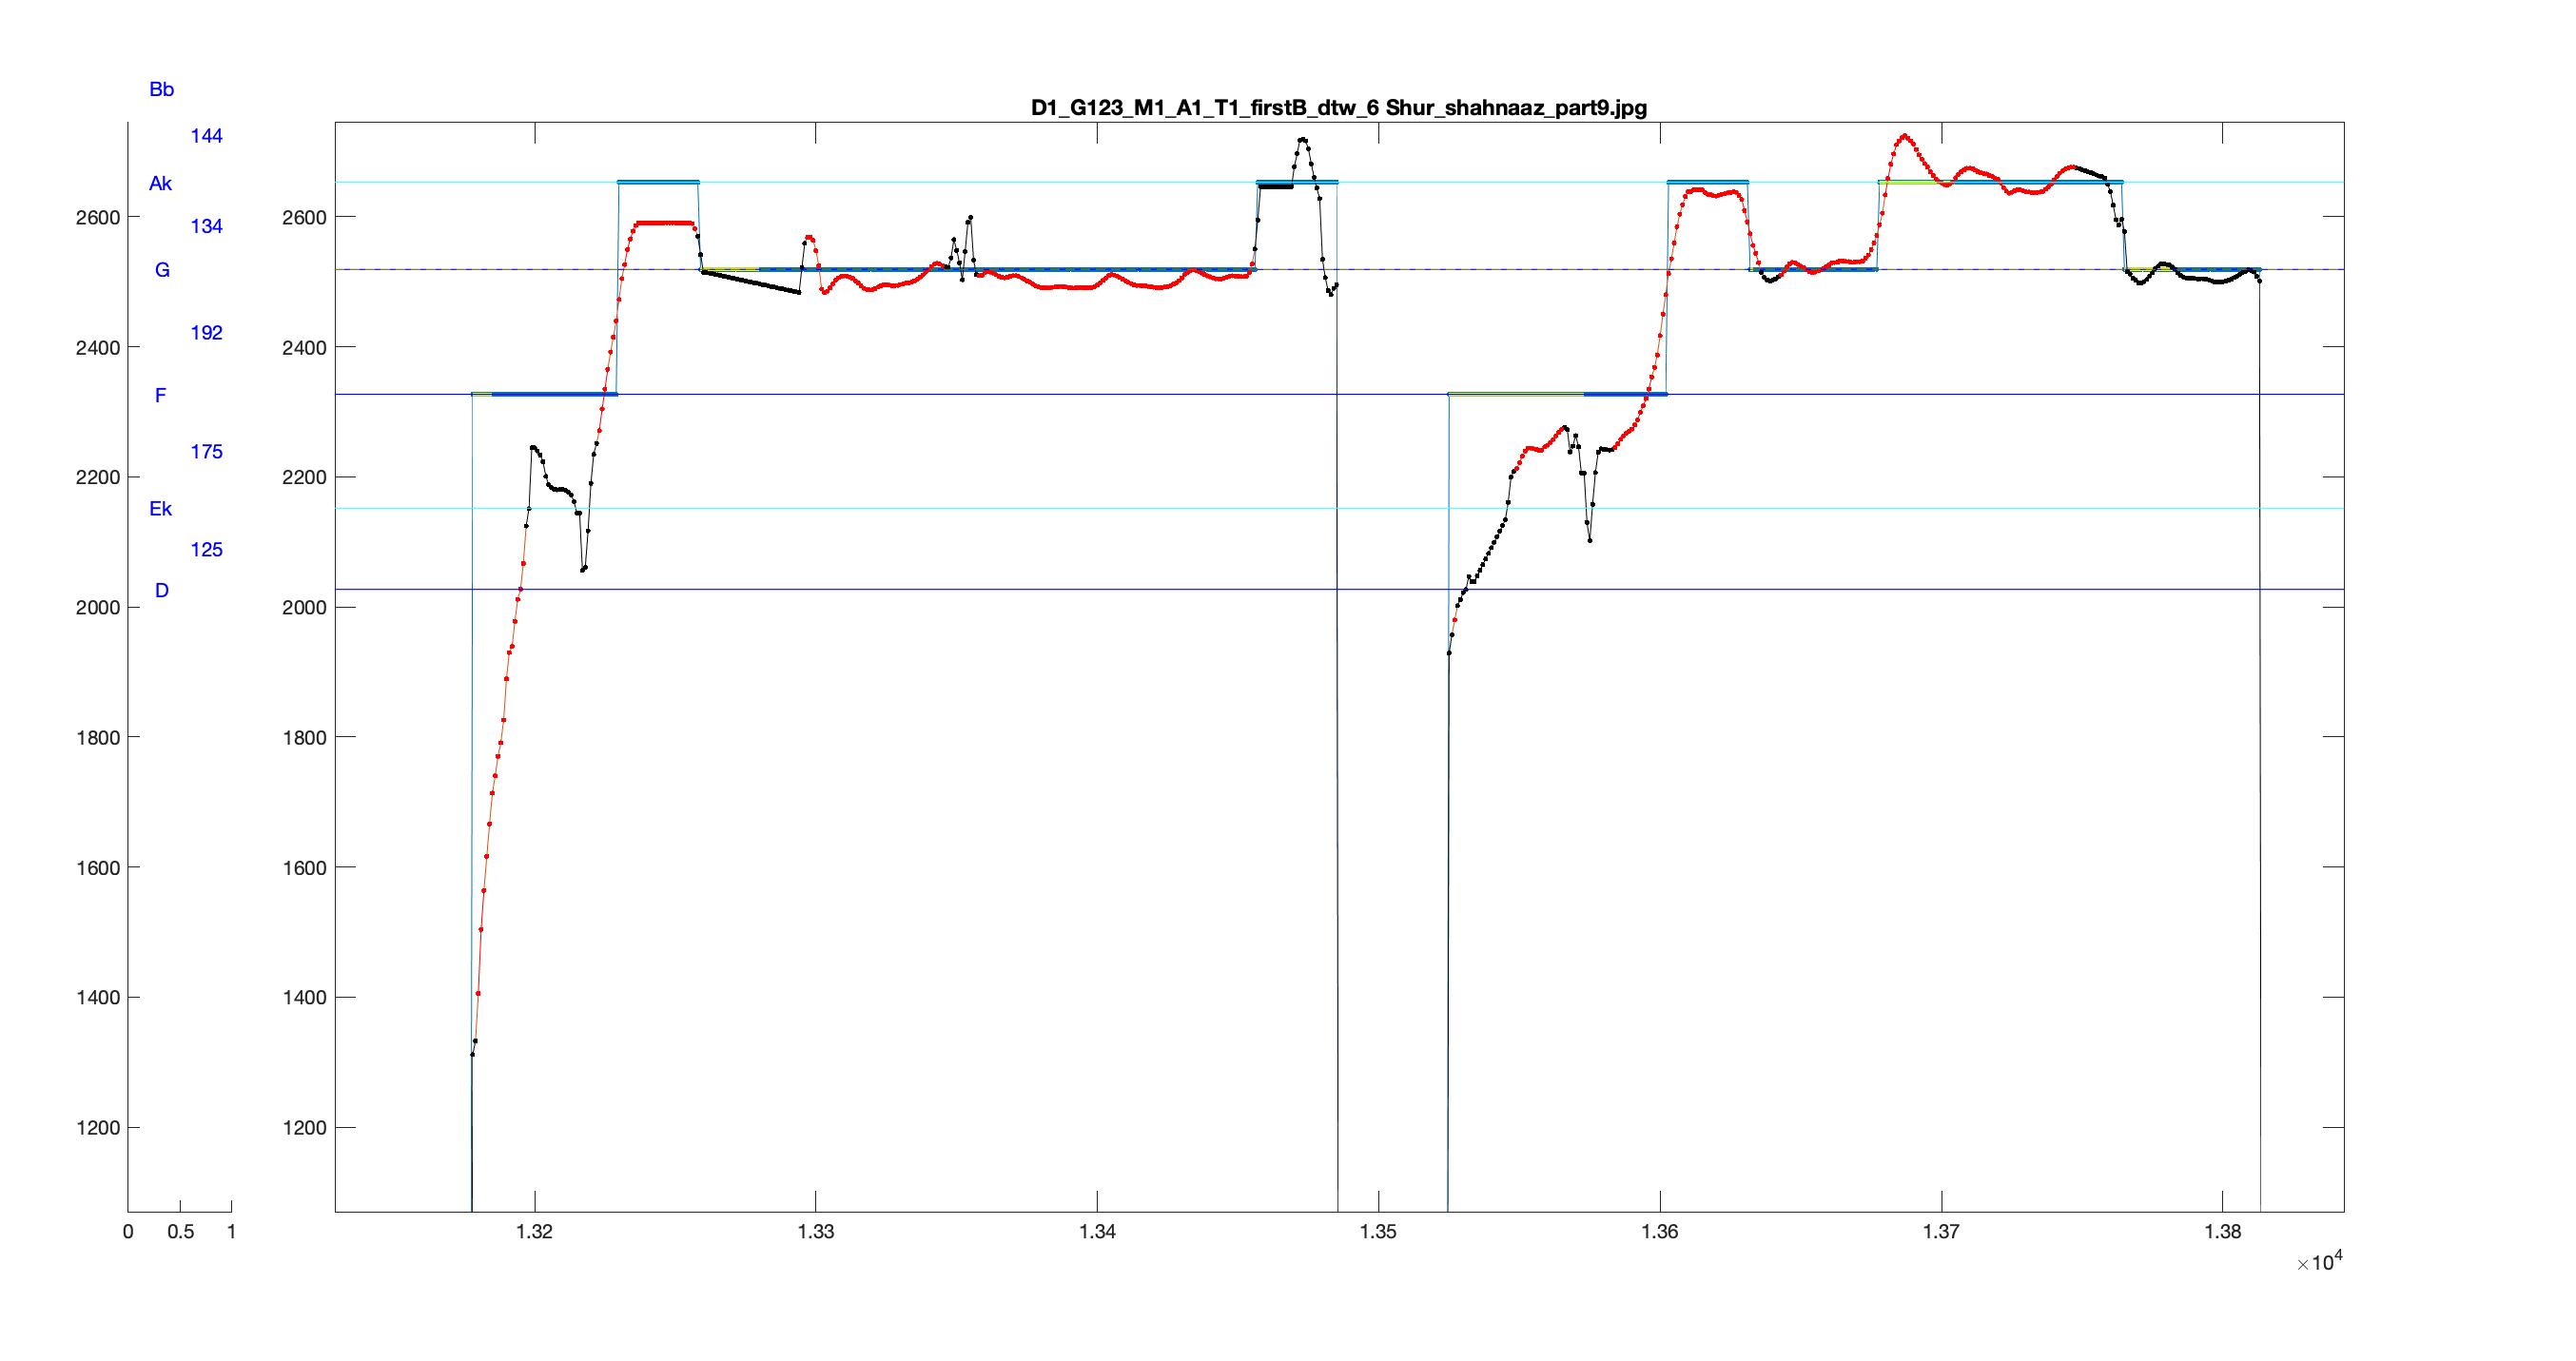 Bb
D1_G123_M1_A1_T1_firstB_dtw_6 Shur_shahnaaz_part9.jpg
144
Ak
2600 134 2600
G
192
2400 2400
F
175
2200 2200
Ek
125
D
2000 2000
1800 1800
1600 1600
1400 1400
1200 1200
0 0.5 1 1.32 1.33 1.34 1.35 1.36 1.37 1.38
×10⁴